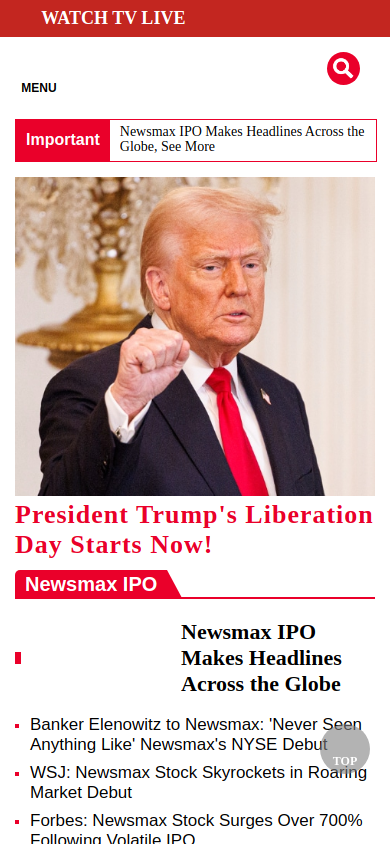 WATCH TV LIVE
MENU
Important
Newsmax IPO Makes Headlines Across the
Globe, See More
President Trump's Liberation
Day Starts Now!
Newsmax IPO
Newsmax IPO
Makes Headlines
Across the Globe
Banker Elenowitz to Newsmax: 'Never Seen
Anything Like' Newsmax's NYSE Debut
WSJ: Newsmax Stock Skyrockets in Roaring
Market Debut
TOP
Forbes: Newsmax Stock Surges Over 700%
Following Volatile IPO